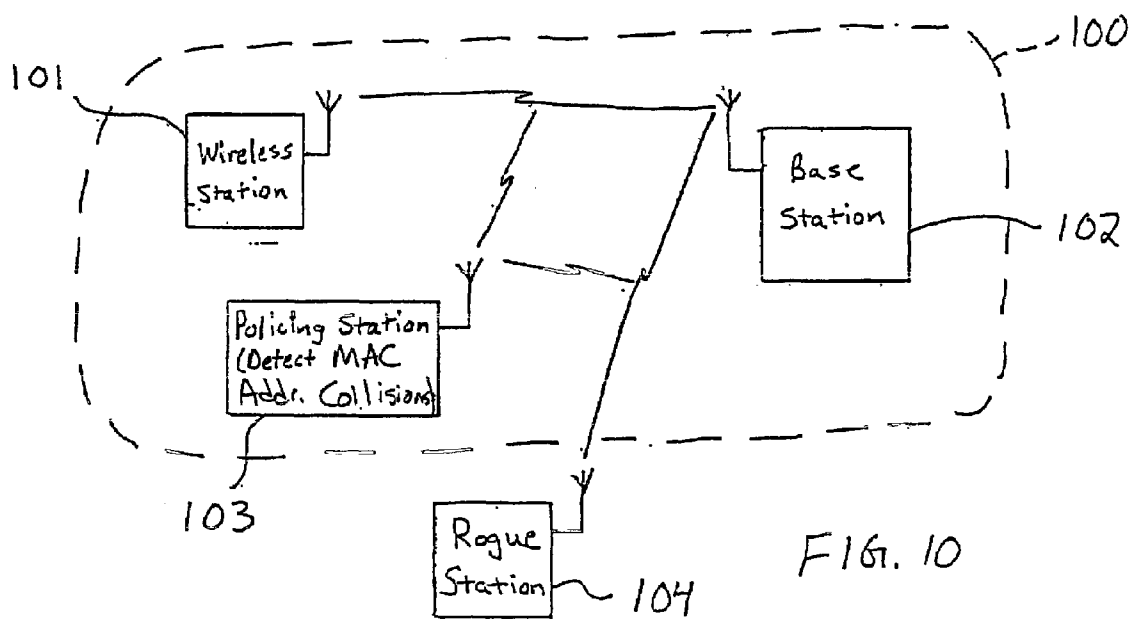 100
101
Wireless
Station
Base
Station
102
Policing Station
(Detect MAC
Addr. Collisions)
103
Rogue
Station
104
FIG. 10